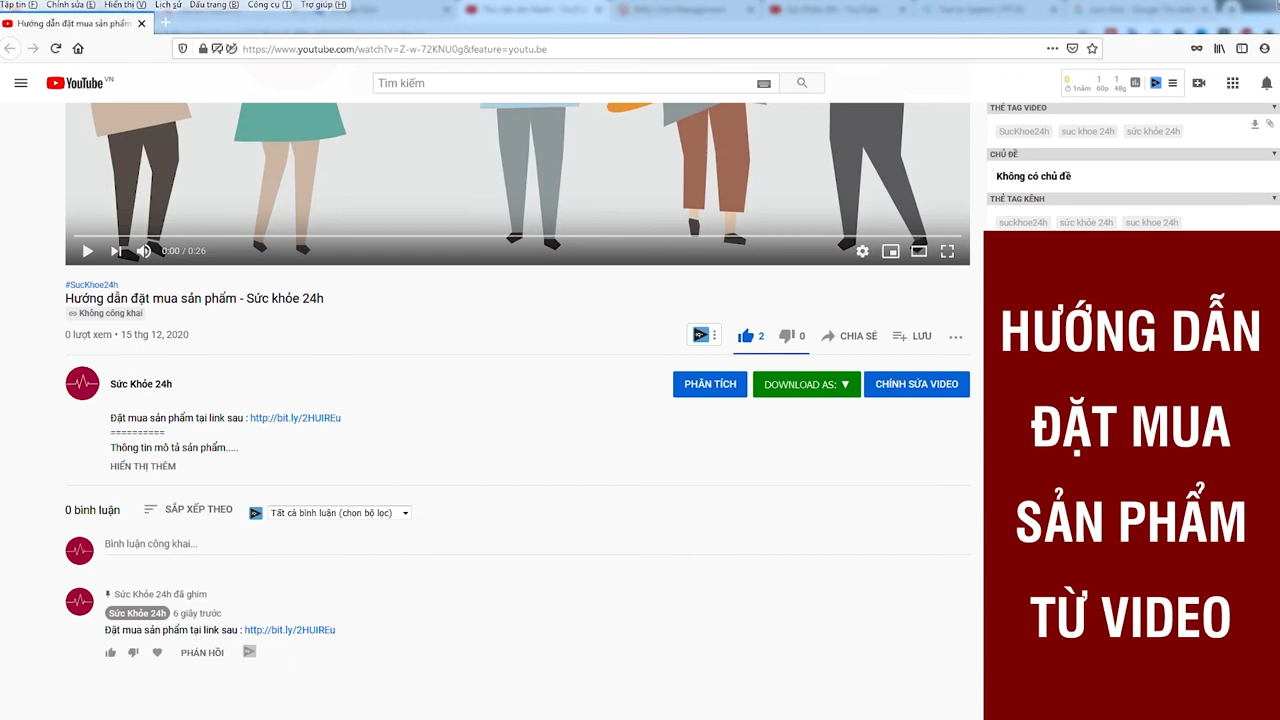 Tập tin (F) Chỉnh sửa (E) Hiển thị (V) Lịch sử Dấu trang (B) Công cụ (T) Trợ giúp (H)
Hướng dẫn đặt mua sản phẩm
https://www.youtube.com/watch?v=Z-w-72KNU0g&feature=youtu.be
YouTube VN
Tìm kiếm
0 1 1
1năm 60p 48g
THẺ TAG VIDEO
SucKhoe24h suc khoe 24h sức khỏe 24h
CHỦ ĐỀ
Không có chủ đề
THẺ TAG KÊNH
suckhoe24h sức khỏe 24h suc khoe 24h
0:00 / 0:26
#SucKhoe24h
Hướng dẫn đặt mua sản phẩm - Sức khỏe 24h
Không công khai
0 lượt xem • 15 thg 12, 2020
2 0 CHIA SẺ LƯU
Sức Khỏe 24h
PHÂN TÍCH DOWNLOAD AS: ▼ CHỈNH SỬA VIDEO
Đặt mua sản phẩm tại link sau : http://bit.ly/2HUIREu
==========
Thông tin mô tả sản phẩm.....
HIỂN THỊ THÊM
0 bình luận SẮP XẾP THEO Tất cả bình luận (chọn bộ lọc)
Bình luận công khai...
Sức Khỏe 24h đã ghim
Sức Khỏe 24h 6 giây trước
Đặt mua sản phẩm tại link sau : http://bit.ly/2HUIREu
PHẢN HỒI
HƯỚNG DẪN
ĐẶT MUA
SẢN PHẨM
TỪ VIDEO